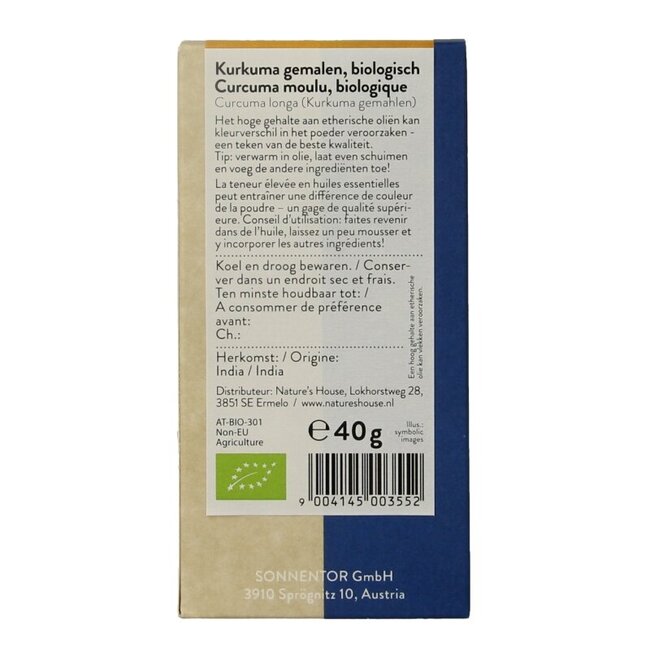 Kurkuma gemalen, biologisch
Curcuma moulu, biologique
Curcuma longa (Kurkuma gemahlen)
Het hoge gehalte aan etherische oliën kan
kleurverschil in het poeder veroorzaken -
een teken van de beste kwaliteit.
Tip: verwarm in olie, laat even schuimen
en voeg de andere ingrediënten toe!
La teneur élevée en huiles essentielles
peut entraîner une différence de couleur
de la poudre – un gage de qualité supéri-
eure. Conseil d'utilisation: faites revenir
dans de l'huile, laissez un peu mousser et
y incorporer les autres ingrédients!
Koel en droog bewaren. / Conser-
ver dans un endroit sec et frais.
Ten minste houdbaar tot: /
A consommer de préférence
avant:
Ch.:
Een hoog gehalte aan etherische
olie kan vlekken veroorzaken.
Herkomst: / Origine:
India / India
Distributeur: Nature's House, Lokhorstweg 28,
3851 SE Ermelo / www.natureshouse.nl
AT-BIO-301
Non-EU
Agriculture
℮ 40 g
Illus.:
symbolic
images
9 004145 003552
SONNENTOR GmbH
3910 Sprögnitz 10, Austria